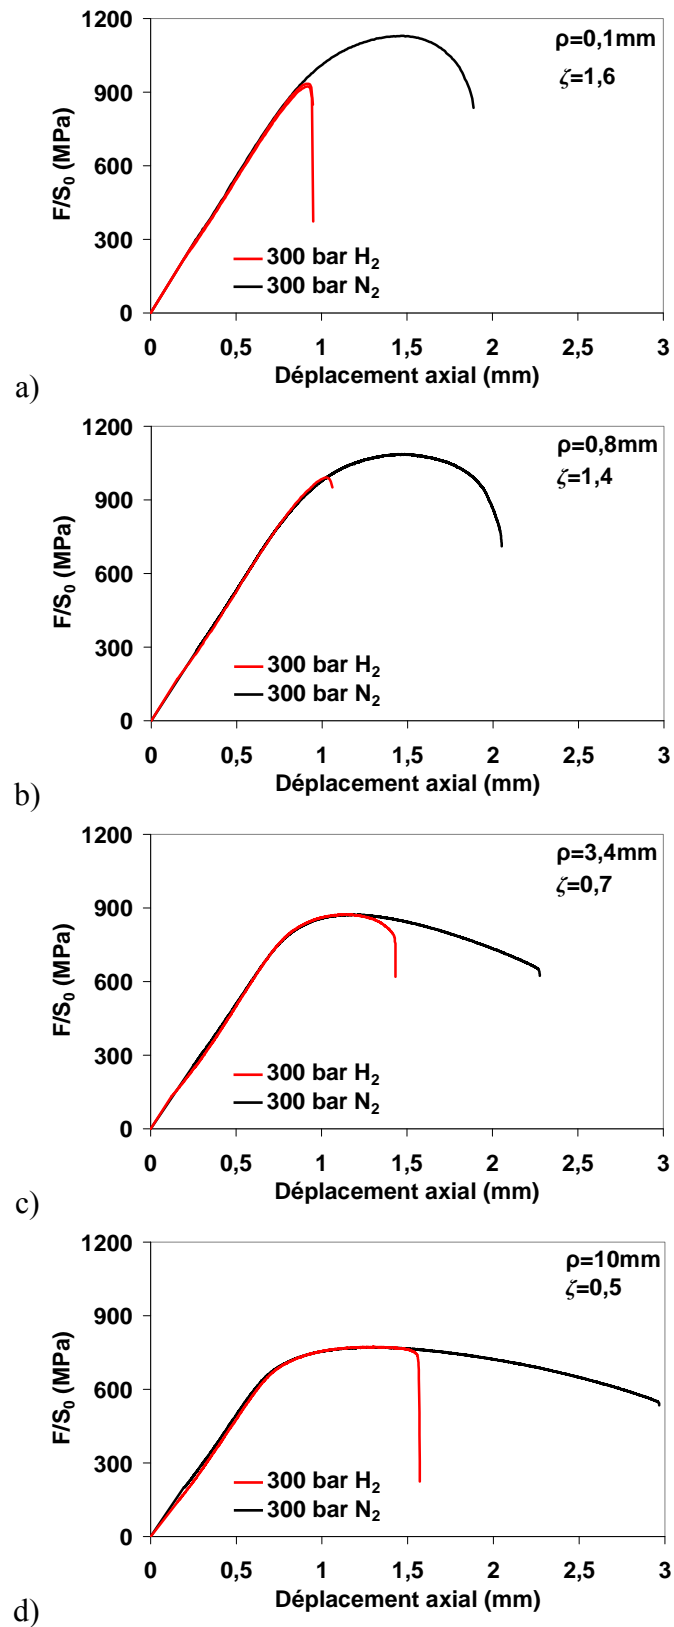 1200
900
600
300
0
F/S₀ (MPa)
ρ=0,1mm
ζ=1,6
300 bar H₂
300 bar N₂
0 0,5 1 1,5 2 2,5 3
Déplacement axial (mm)
a)
1200
900
600
300
0
F/S₀ (MPa)
ρ=0,8mm
ζ=1,4
300 bar H₂
300 bar N₂
0 0,5 1 1,5 2 2,5 3
Déplacement axial (mm)
b)
1200
900
600
300
0
F/S₀ (MPa)
ρ=3,4mm
ζ=0,7
300 bar H₂
300 bar N₂
0 0,5 1 1,5 2 2,5 3
Déplacement axial (mm)
c)
1200
900
600
300
0
F/S₀ (MPa)
ρ=10mm
ζ=0,5
300 bar H₂
300 bar N₂
0 0,5 1 1,5 2 2,5 3
Déplacement axial (mm)
d)